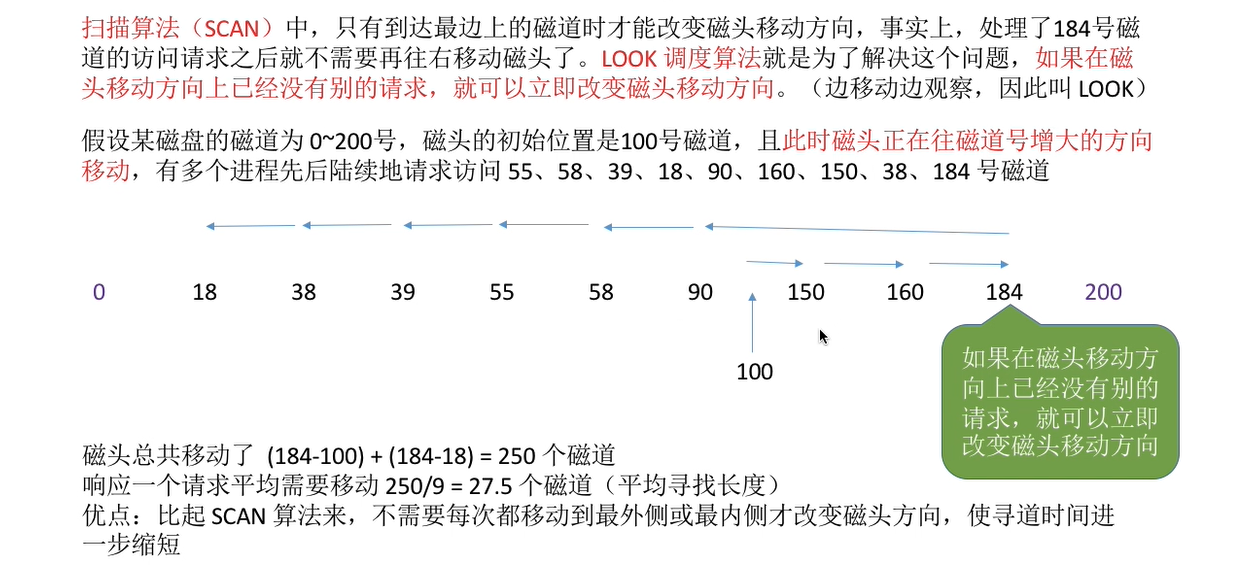 扫描算法（SCAN）中，只有到达最边上的磁道时才能改变磁头移动方向，事实上，处理了184号磁
道的访问请求之后就不需要再往右移动磁头了。LOOK 调度算法就是为了解决这个问题，如果在磁
头移动方向上已经没有别的请求，就可以立即改变磁头移动方向。（边移动边观察，因此叫 LOOK）
假设某磁盘的磁道为 0~200号，磁头的初始位置是100号磁道，且此时磁头正在往磁道号增大的方向
移动，有多个进程先后陆续地请求访问 55、58、39、18、90、160、150、38、184 号磁道
0 18 38 39 55 58 90 150 160 184 200
100
如果在磁头移动方
向上已经没有别的
请求，就可以立即
改变磁头移动方向
磁头总共移动了 (184-100) + (184-18) = 250 个磁道
响应一个请求平均需要移动 250/9 = 27.5 个磁道（平均寻找长度）
优点：比起 SCAN 算法来，不需要每次都移动到最外侧或最内侧才改变磁头方向，使寻道时间进
一步缩短